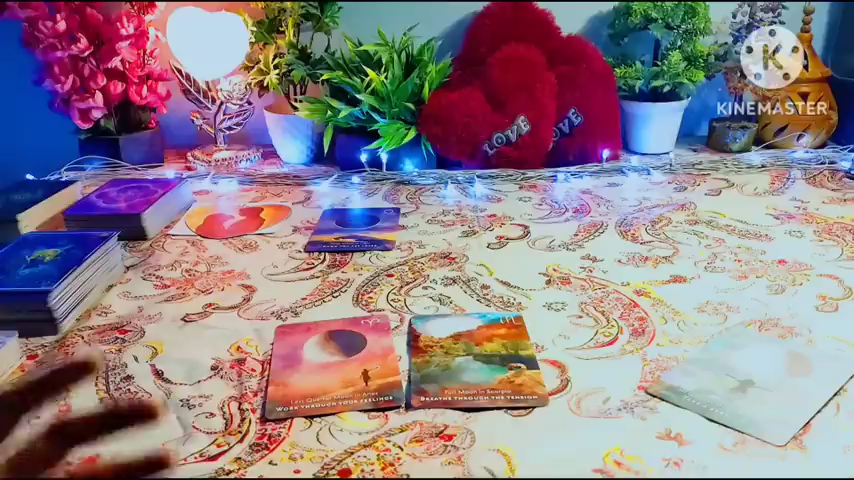 K
KINEMASTER
LOVE
LOVE
Last Quarter Moon in Aries
WORK THROUGH YOUR FEELINGS
Full Moon in Scorpio
BREATHE THROUGH THE TENSION